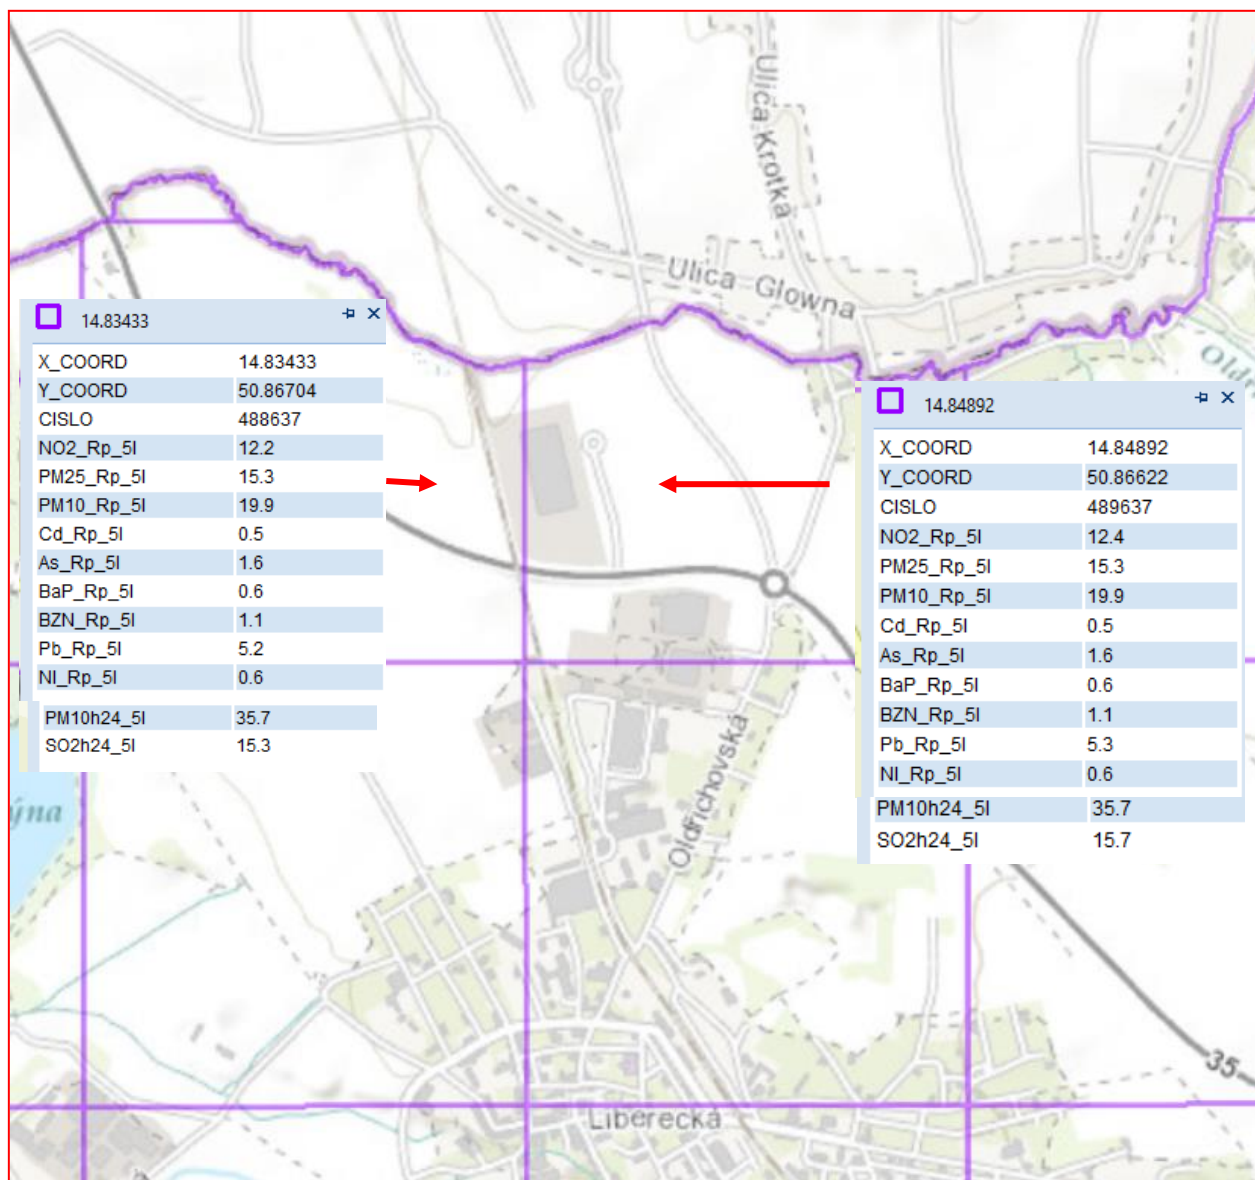 Ulica Krotka
Ulica Glowna
14.83433
X_COORD 14.83433
Y_COORD 50.86704
CISLO 488637
NO2_Rp_5l 12.2
PM25_Rp_5l 15.3
PM10_Rp_5l 19.9
Cd_Rp_5l 0.5
As_Rp_5l 1.6
BaP_Rp_5l 0.6
BZN_Rp_5l 1.1
Pb_Rp_5l 5.2
NI_Rp_5l 0.6
PM10h24_5l 35.7
SO2h24_5l 15.3
14.84892
X_COORD 14.84892
Y_COORD 50.86622
CISLO 489637
NO2_Rp_5l 12.4
PM25_Rp_5l 15.3
PM10_Rp_5l 19.9
Cd_Rp_5l 0.5
As_Rp_5l 1.6
BaP_Rp_5l 0.6
BZN_Rp_5l 1.1
Pb_Rp_5l 5.3
NI_Rp_5l 0.6
PM10h24_5l 35.7
SO2h24_5l 15.7
Oldřichovská
35
Liberecká